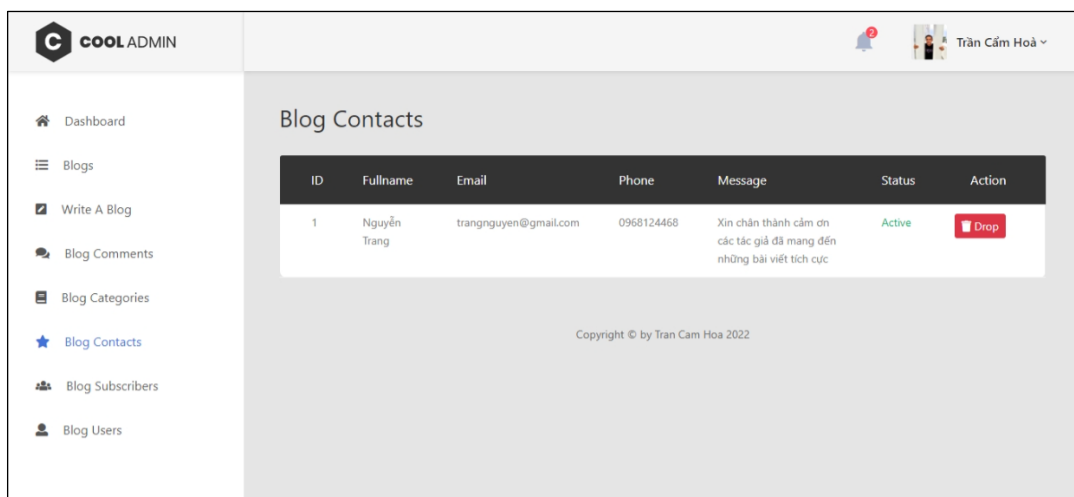 C COOL ADMIN
2
Trần Cẩm Hoà
Dashboard
Blogs
Write A Blog
Blog Comments
Blog Categories
Blog Contacts
Blog Subscribers
Blog Users
Blog Contacts
ID Fullname Email Phone Message Status Action
1 Nguyễn trangnguyen@gmail.com 0968124468 Xin chân thành cảm ơn Active Drop
Trang các tác giả đã mang đến
những bài viết tích cực
Copyright © by Tran Cam Hoa 2022